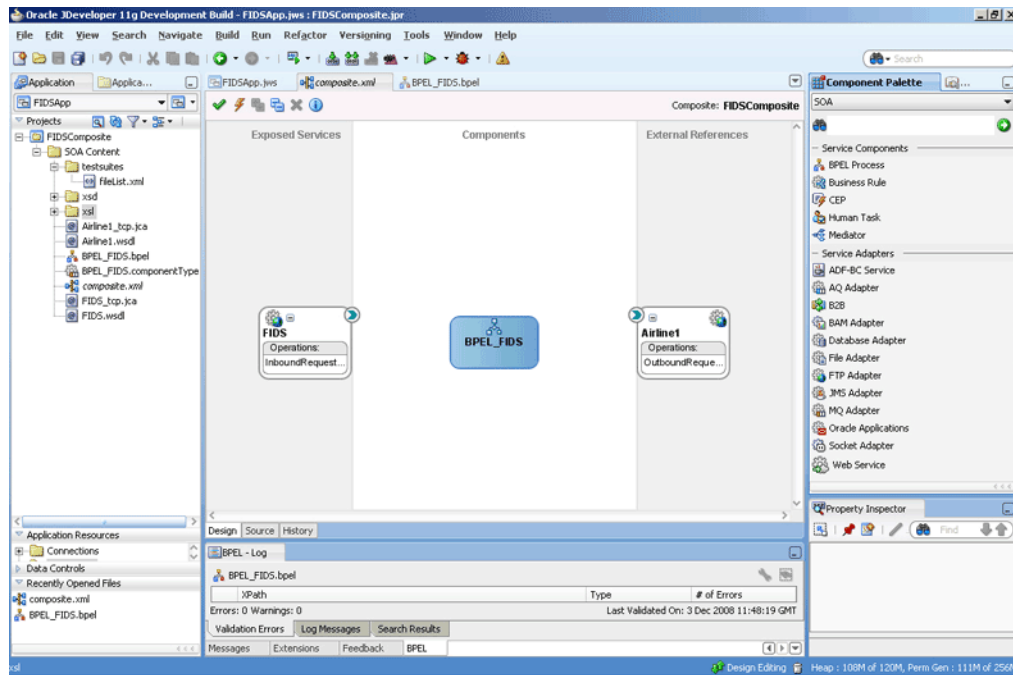 Oracle JDeveloper 11g Development Build - FIDSApp.jws : FIDSComposite.jpr
File Edit View Search Navigate Build Run Refactor Versioning Tools Window Help
Search
Application
Applica...
FIDSApp
Projects
FIDSComposite
SOA Content
testsuites
fileList.xml
xsd
xsl
Airline1_tcp.jca
Airline1.wsdl
BPEL_FIDS.bpel
BPEL_FIDS.componentType
composite.xml
FIDS_tcp.jca
FIDS.wsdl
Application Resources
Connections
Data Controls
Recently Opened Files
composite.xml
BPEL_FIDS.bpel
FIDSApp.jws
composite.xml
BPEL_FIDS.bpel
Composite: FIDSComposite
Exposed Services
Components
External References
FIDS
Operations:
InboundRequest...
BPEL_FIDS
Airline1
Operations:
OutboundReque...
Design Source History
BPEL - Log
BPEL_FIDS.bpel
XPath Type # of Errors
Errors: 0 Warnings: 0
Last Validated On: 3 Dec 2008 11:48:19 GMT
Validation Errors Log Messages Search Results
Messages Extensions Feedback BPEL
Component Palette
SOA
Service Components
BPEL Process
Business Rule
CEP
Human Task
Mediator
Service Adapters
ADF-BC Service
AQ Adapter
B2B
BAM Adapter
Database Adapter
File Adapter
FTP Adapter
JMS Adapter
MQ Adapter
Oracle Applications
Socket Adapter
Web Service
Property Inspector
Find
xsl
Design Editing
Heap : 108M of 120M, Perm Gen : 111M of 256M